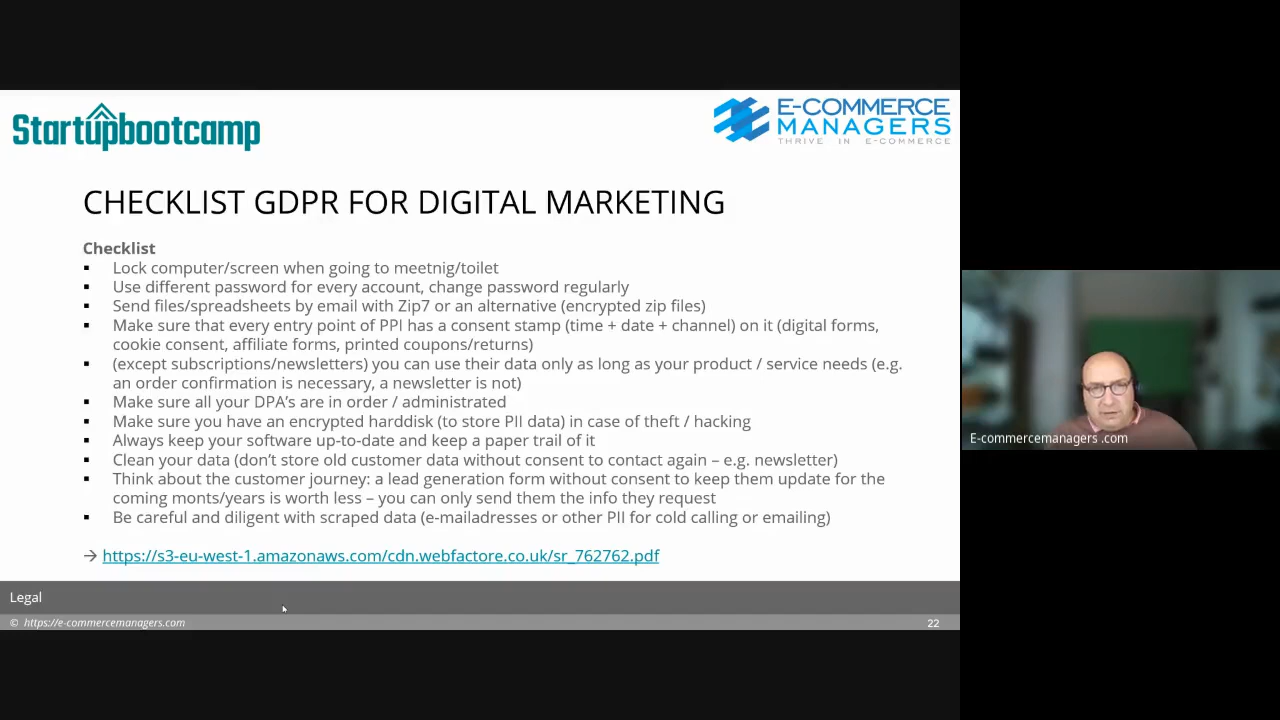 Startupbootcamp
E-COMMERCE
MANAGERS
THRIVE IN E-COMMERCE
CHECKLIST GDPR FOR DIGITAL MARKETING
Checklist
▪ Lock computer/screen when going to meetnig/toilet
▪ Use different password for every account, change password regularly
▪ Send files/spreadsheets by email with Zip7 or an alternative (encrypted zip files)
▪ Make sure that every entry point of PPI has a consent stamp (time + date + channel) on it (digital forms,
cookie consent, affiliate forms, printed coupons/returns)
▪ (except subscriptions/newsletters) you can use their data only as long as your product / service needs (e.g.
an order confirmation is necessary, a newsletter is not)
▪ Make sure all your DPA's are in order / administrated
▪ Make sure you have an encrypted harddisk (to store PII data) in case of theft / hacking
▪ Always keep your software up-to-date and keep a paper trail of it
▪ Clean your data (don't store old customer data without consent to contact again – e.g. newsletter)
▪ Think about the customer journey: a lead generation form without consent to keep them update for the
coming monts/years is worth less – you can only send them the info they request
▪ Be careful and diligent with scraped data (e-mailadresses or other PII for cold calling or emailing)
→ https://s3-eu-west-1.amazonaws.com/cdn.webfactore.co.uk/sr_762762.pdf
Legal
© https://e-commercemanagers.com
22
E-commercemanagers .com